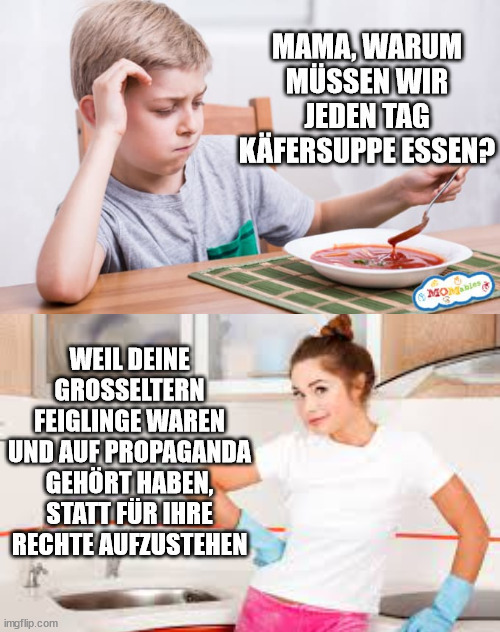 MAMA, WARUM
MÜSSEN WIR
JEDEN TAG
KÄFERSUPPE ESSEN?
MOMables
WEIL DEINE
GROSSELTERN
FEIGLINGE WAREN
UND AUF PROPAGANDA
GEHÖRT HABEN,
STATT FÜR IHRE
RECHTE AUFZUSTEHEN
imgflip.com